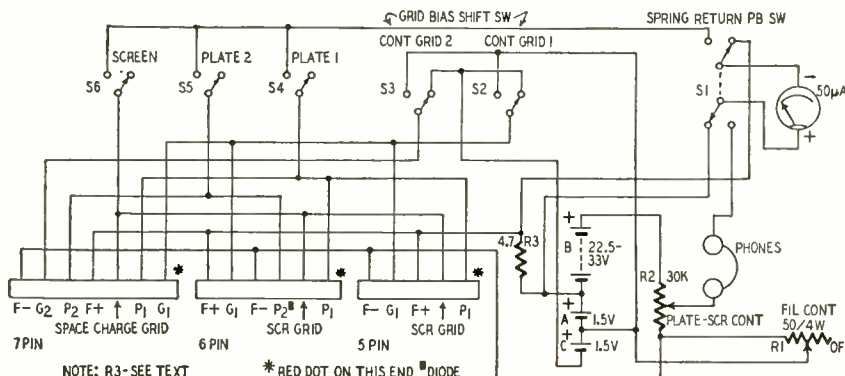 GRID BIAS SHIFT SW
SPRING RETURN PB SW
CONT GRID 2
CONT GRID 1
SCREEN
PLATE 2
PLATE 1
S6
S5
S4
S3
S2
S1
−
50μA
+
4.7
R3
+
B
22.5-
33V
+
A
1.5V
+
C
1.5V
R2
30K
PLATE-SCR CONT
PHONES
FIL CONT
50/4W
R1
OF
*
*
*
F− G2 P2 F+ ↑ P1 G1
SPACE CHARGE GRID
7 PIN
F+ G1 F− P2■ ↑ P1
SCR GRID
6 PIN
F− G1 F+ ↑ P1
SCR GRID
5 PIN
NOTE: R3-SEE TEXT
* RED DOT ON THIS END ■DIODE